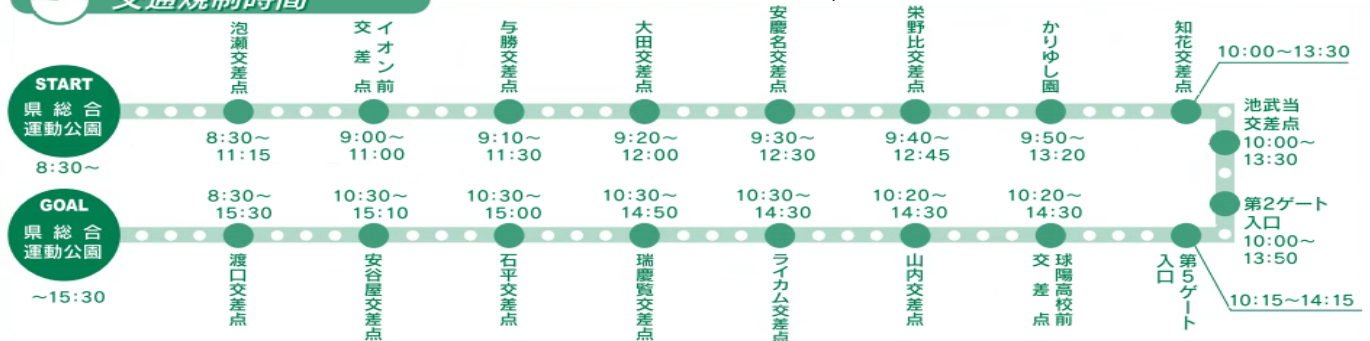 交通規制時間
START
県総合
運動公園
8:30～
泡瀬交差点
8:30～
11:15
イオン前
交差点
9:00～
11:00
与勝交差点
9:10～
11:30
大田交差点
9:20～
12:00
安慶名交差点
9:30～
12:30
栄野比交差点
9:40～
12:45
かりゆし園
9:50～
13:20
知花交差点
10:00～13:30
池武当
交差点
10:00～
13:30
第2ゲート
入口
10:00～
13:50
第5ゲート
入口
10:15～14:15
10:20～
14:30
球陽高校前
交差点
10:20～
14:30
山内交差点
10:30～
14:30
ライカム交差点
10:30～
14:50
瑞慶覧交差点
10:30～
15:00
石平交差点
10:30～
15:10
安谷屋交差点
8:30～
15:30
渡口交差点
GOAL
県総合
運動公園
～15:30